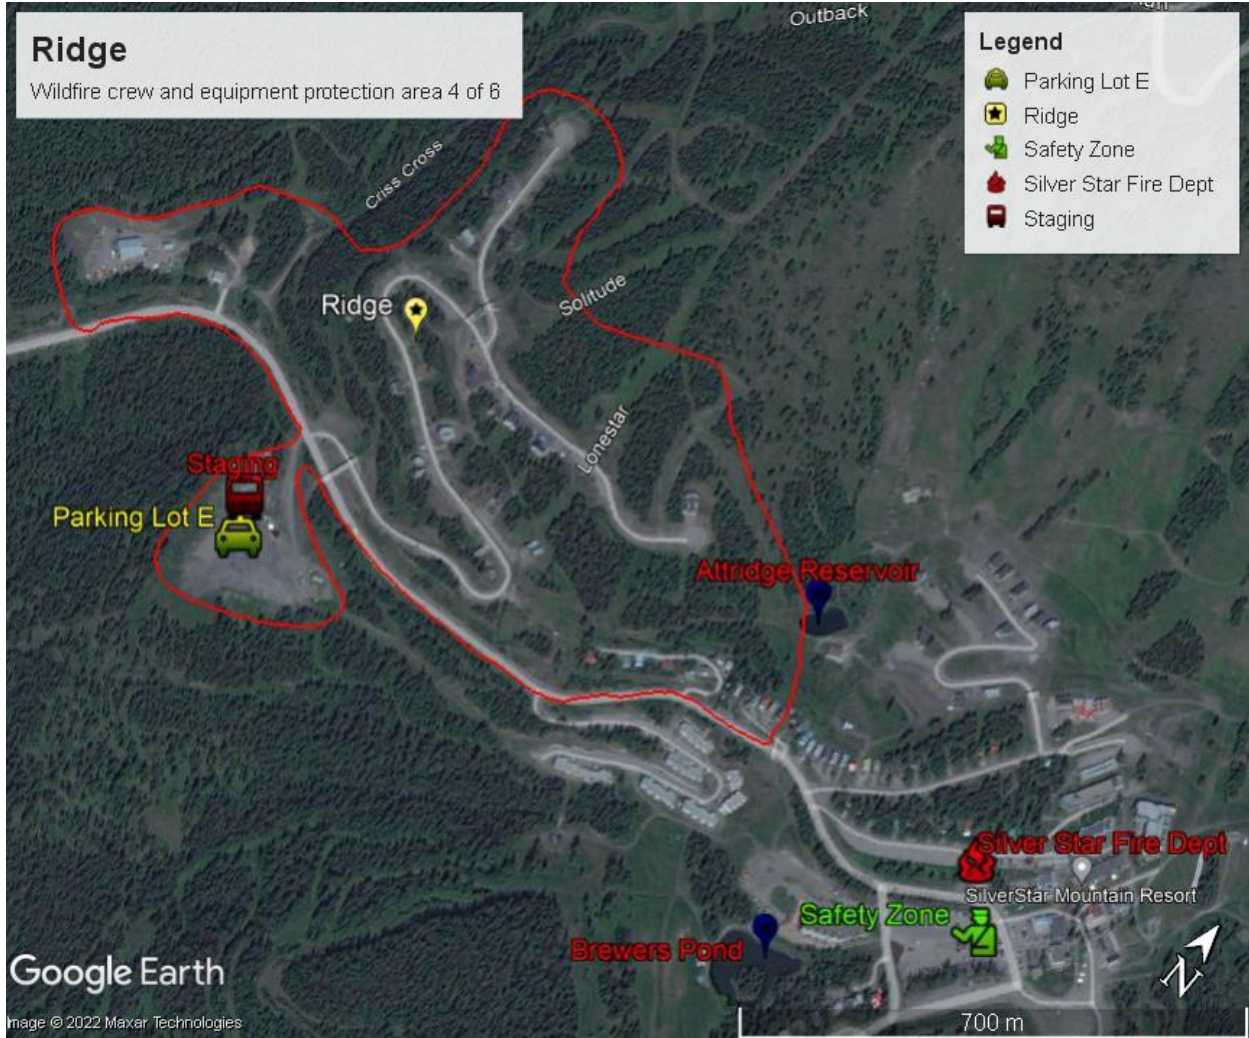 Outback
Ridge
Wildfire crew and equipment protection area 4 of 6
Legend
Parking Lot E
Ridge
Safety Zone
Silver Star Fire Dept
Staging
Criss Cross
Solitude
Ridge
Lonestar
Staging
Parking Lot E
Attridge Reservoir
Silver Star Fire Dept
SilverStar Mountain Resort
Safety Zone
Brewers Pond
Google Earth
N
Image © 2022 Maxar Technologies
700 m